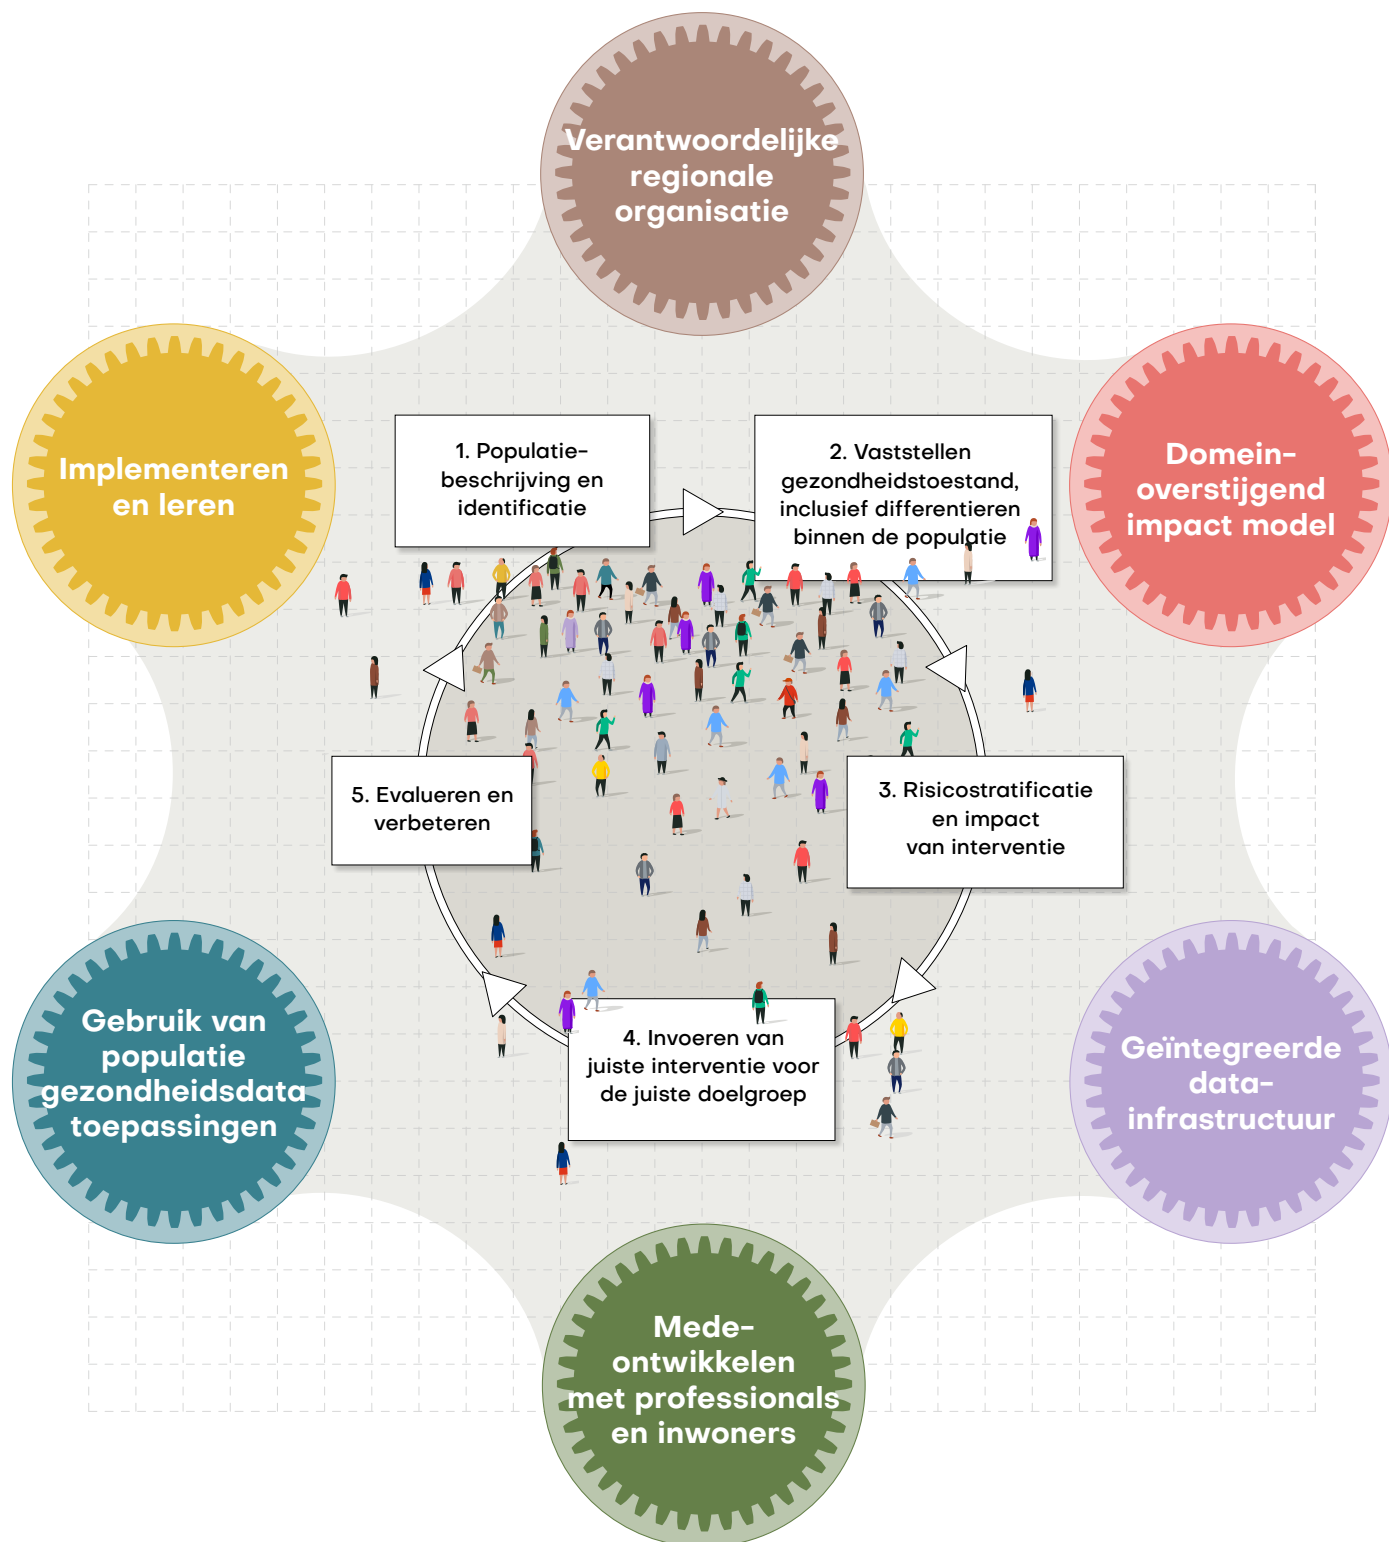 Verantwoordelijke
regionale
organisatie
Implementeren
en leren
Domein-
overstijgend
impact model
1. Populatie-
beschrijving en
identificatie
2. Vaststellen
gezondheidstoestand,
inclusief differentiëren
binnen de populatie
5. Evalueren en
verbeteren
3. Risicostratificatie
en impact
van interventie
4. Invoeren van
juiste interventie voor
de juiste doelgroep
Gebruik van
populatie
gezondheidsdata
toepassingen
Geïntegreerde
data-
infrastructuur
Mede-
ontwikkelen
met professionals
en inwoners